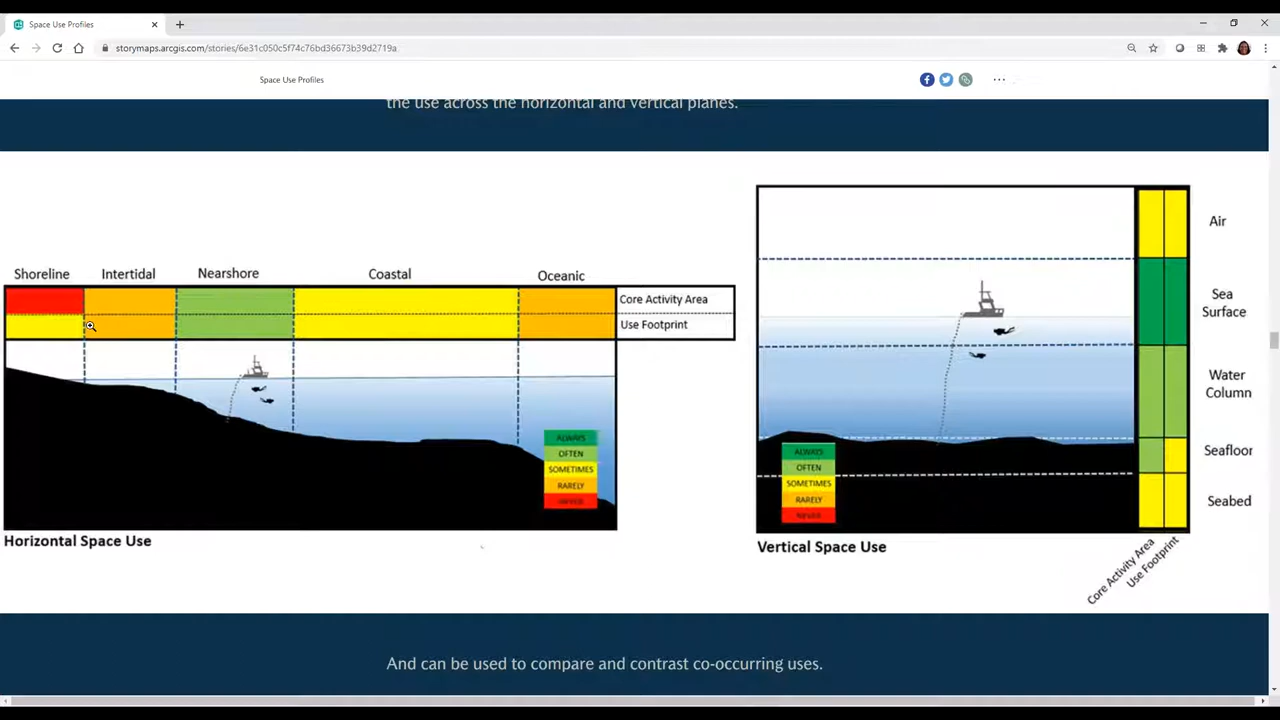 Space Use Profiles
storymaps.arcgis.com/stories/6e31c050c5f74c76bd36673b39d2719a
Space Use Profiles
the use across the horizontal and vertical planes.
Shoreline
Intertidal
Nearshore
Coastal
Oceanic
Core Activity Area
Use Footprint
ALWAYS
OFTEN
SOMETIMES
RARELY
NEVER
Horizontal Space Use
Air
Sea
Surface
Water
Column
Seafloor
Seabed
ALWAYS
OFTEN
SOMETIMES
RARELY
NEVER
Vertical Space Use
Core Activity Area
Use Footprint
And can be used to compare and contrast co-occurring uses.